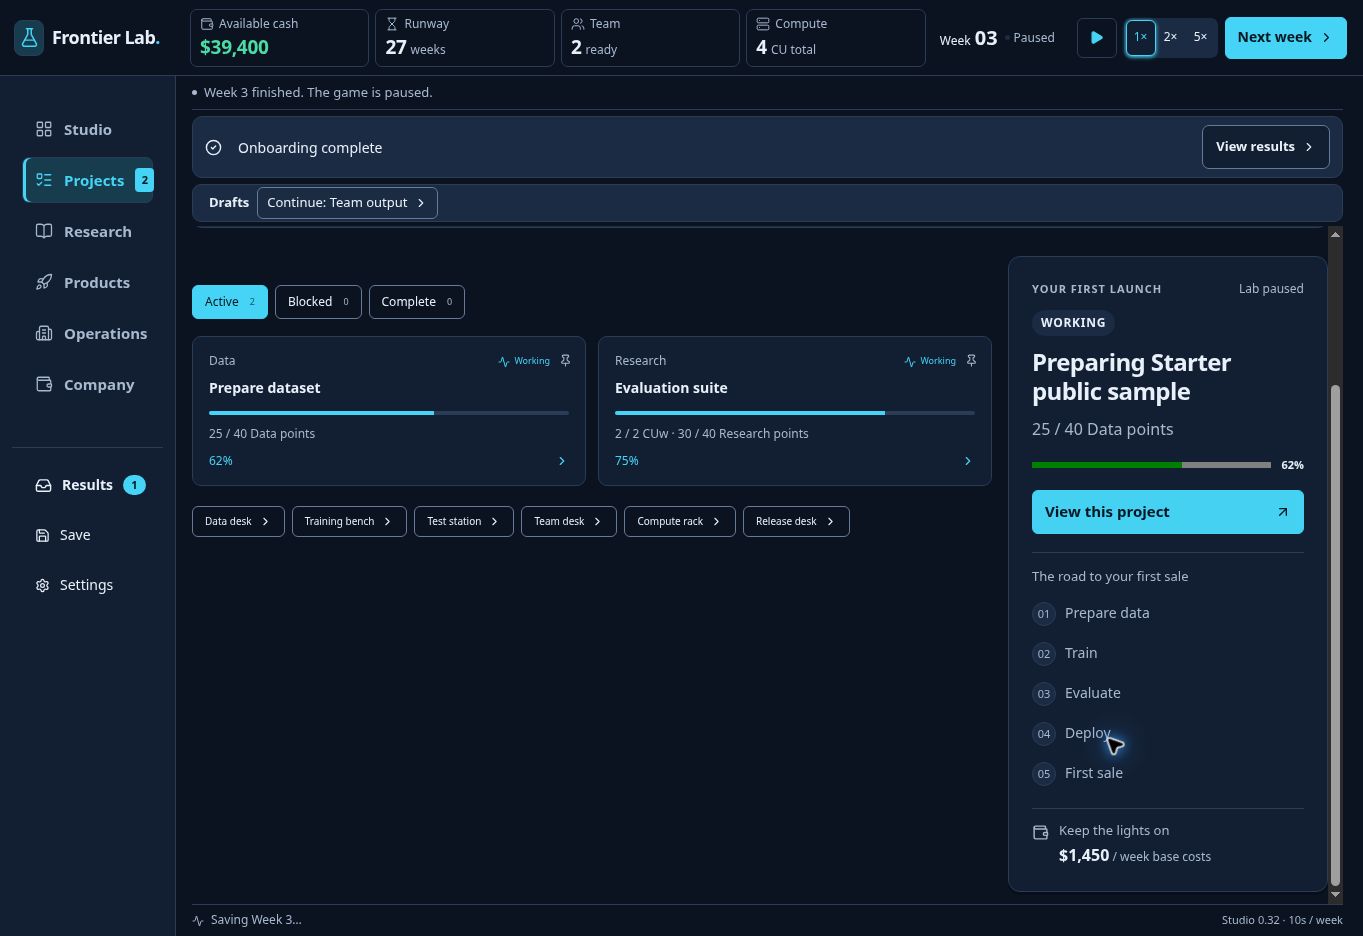 Frontier Lab.
Available cash
$39,400
Runway
27 weeks
Team
2 ready
Compute
4 CU total
Week 03 Paused
1× 2× 5×
Next week
Week 3 finished. The game is paused.
Studio
Projects 2
Research
Products
Operations
Company
Results 1
Save
Settings
Onboarding complete
View results
Drafts
Continue: Team output
Active 2
Blocked 0
Complete 0
Data
Working
Prepare dataset
25 / 40 Data points
62%
Research
Working
Evaluation suite
2 / 2 CUw · 30 / 40 Research points
75%
Data desk
Training bench
Test station
Team desk
Compute rack
Release desk
YOUR FIRST LAUNCH
Lab paused
WORKING
Preparing Starter
public sample
25 / 40 Data points
62%
View this project
The road to your first sale
01 Prepare data
02 Train
03 Evaluate
04 Deploy
05 First sale
Keep the lights on
$1,450 / week base costs
Saving Week 3...
Studio 0.32 · 10s / week